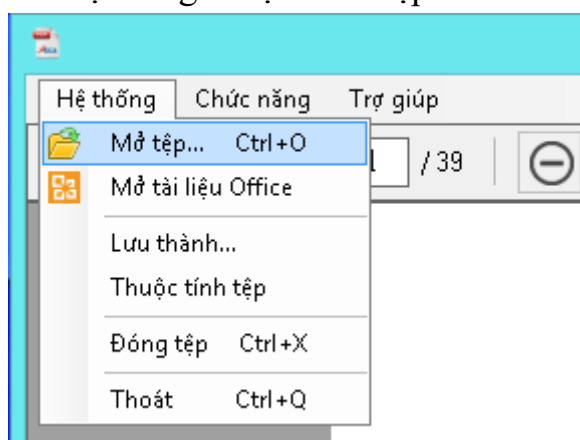 Hệ thống Chức năng Trợ giúp
Mở tệp... Ctrl+O
/ 39
Mở tài liệu Office
Lưu thành...
Thuộc tính tệp
Đóng tệp Ctrl+X
Thoát Ctrl+Q